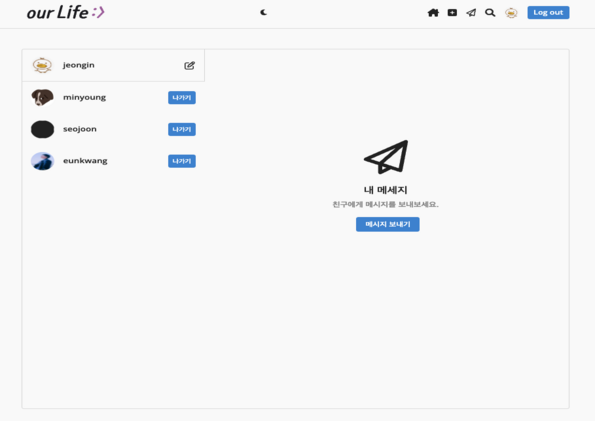 our Life :>
Log out
jeongin
minyoung
나가기
seojoon
나가기
eunkwang
나가기
내 메세지
친구에게 메시지를 보내보세요.
메시지 보내기